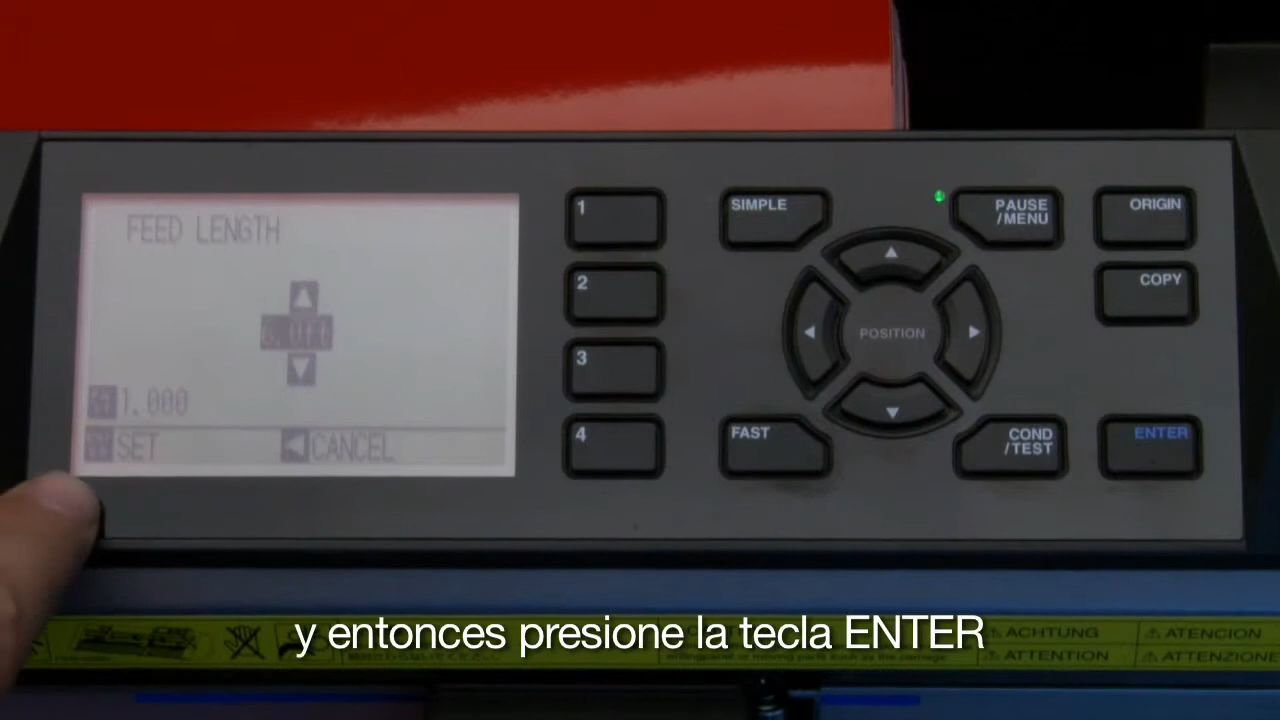 FEED LENGTH
1.000
SET
CANCEL
1
2
3
4
SIMPLE
PAUSE
/MENU
ORIGIN
COPY
POSITION
FAST
COND
/TEST
ENTER
y entonces presione la tecla ENTER
ACHTUNG
ATENCION
ATTENTION
ATTENZIONE